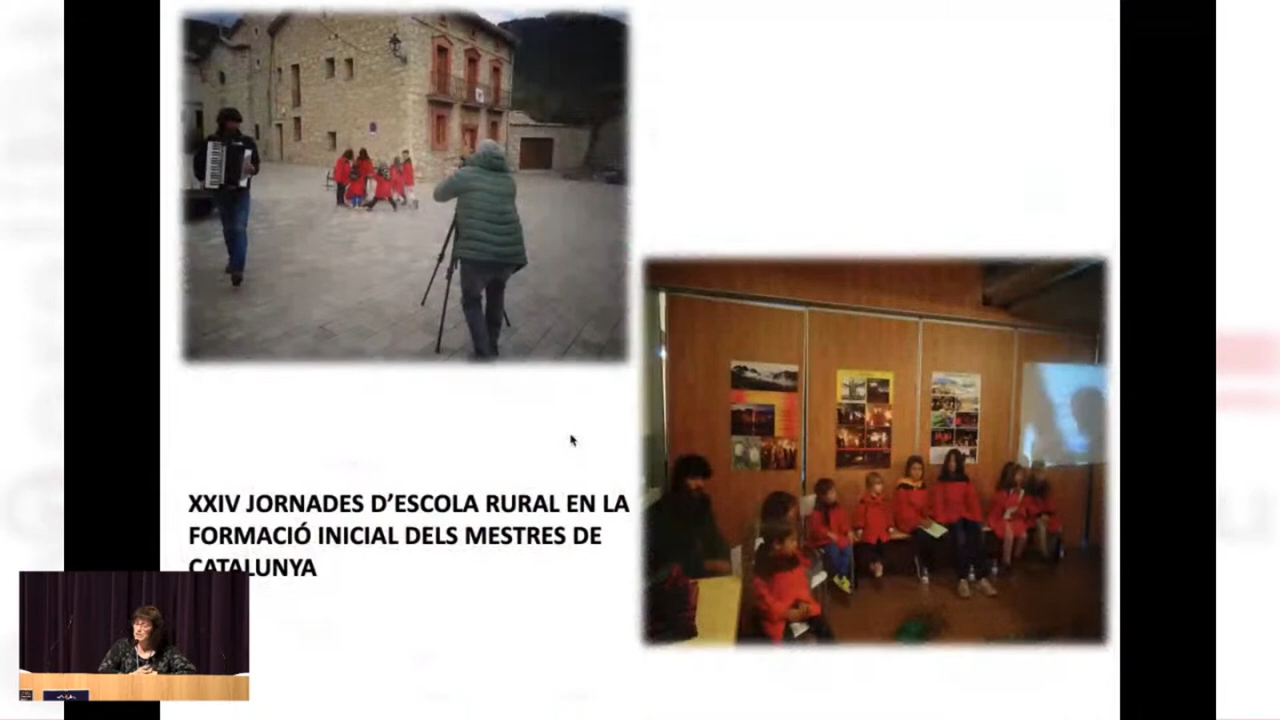 XXIV JORNADES D’ESCOLA RURAL EN LA
FORMACIÓ INICIAL DELS MESTRES DE
CATALUNYA